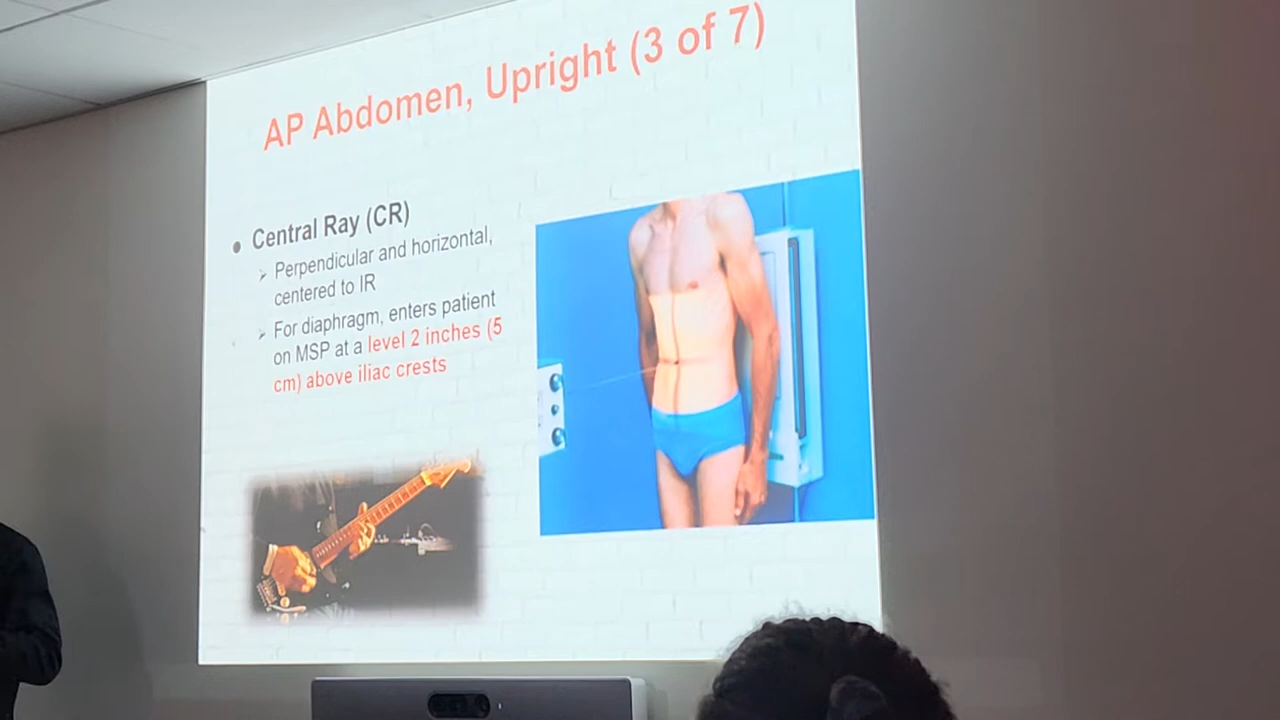 AP Abdomen, Upright (3 of 7)
Central Ray (CR)
Perpendicular and horizontal,
centered to IR
For diaphragm, enters patient
on MSP at a level 2 inches (5
cm) above iliac crests